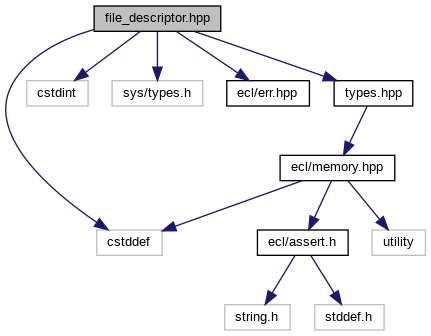 file_descriptor.hpp
cstdint
sys/types.h
ecl/err.hpp
types.hpp
ecl/memory.hpp
cstddef
ecl/assert.h
utility
string.h
stddef.h